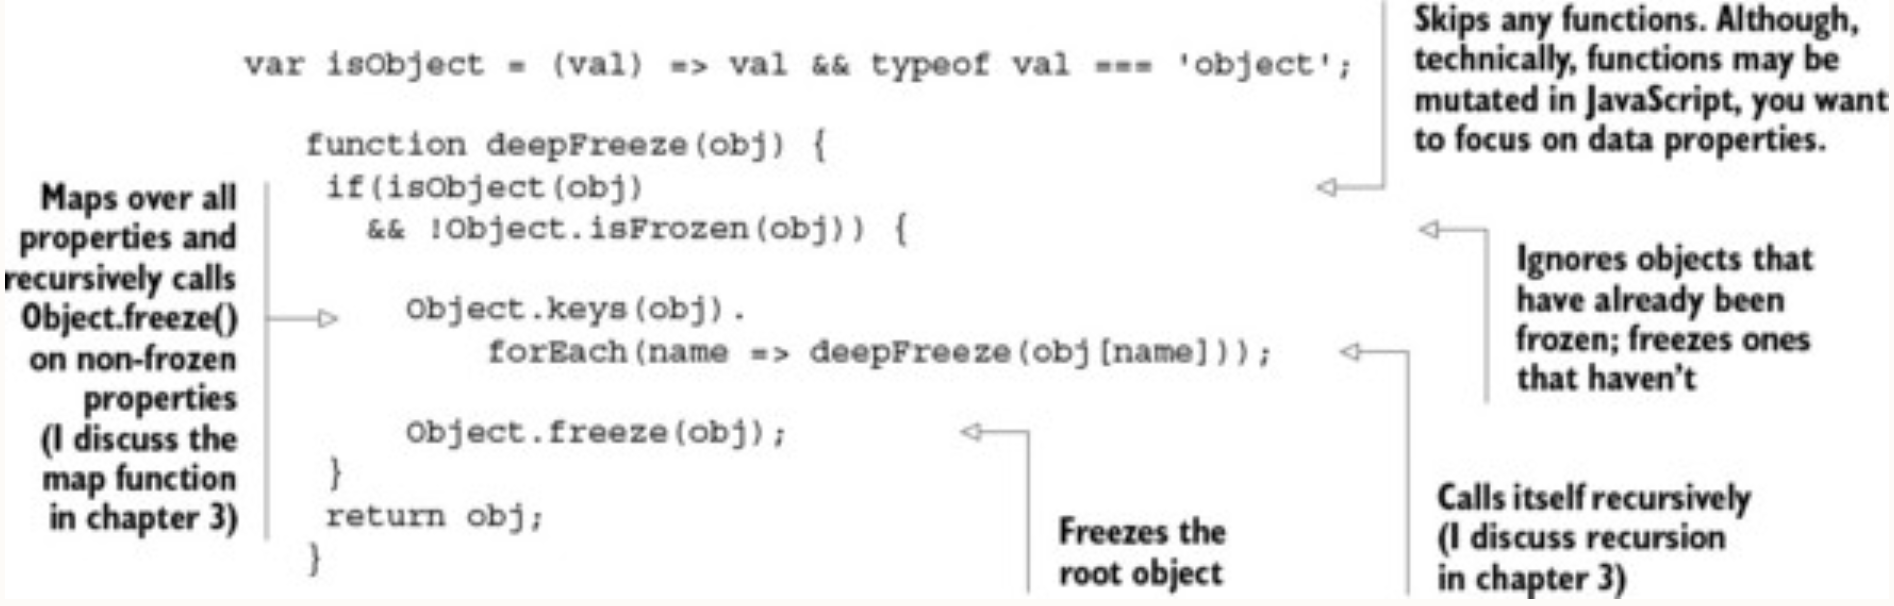 Skips any functions. Although,
technically, functions may be
mutated in JavaScript, you want
to focus on data properties.
var isObject = (val) => val && typeof val === 'object';
function deepFreeze(obj) {
if(isObject(obj)
&& !Object.isFrozen(obj)) {
Object.keys(obj).
forEach(name => deepFreeze(obj[name]));
Object.freeze(obj);
}
return obj;
}
Maps over all
properties and
recursively calls
Object.freeze()
on non-frozen
properties
(I discuss the
map function
in chapter 3)
Ignores objects that
have already been
frozen; freezes ones
that haven't
Calls itself recursively
(I discuss recursion
in chapter 3)
Freezes the
root object